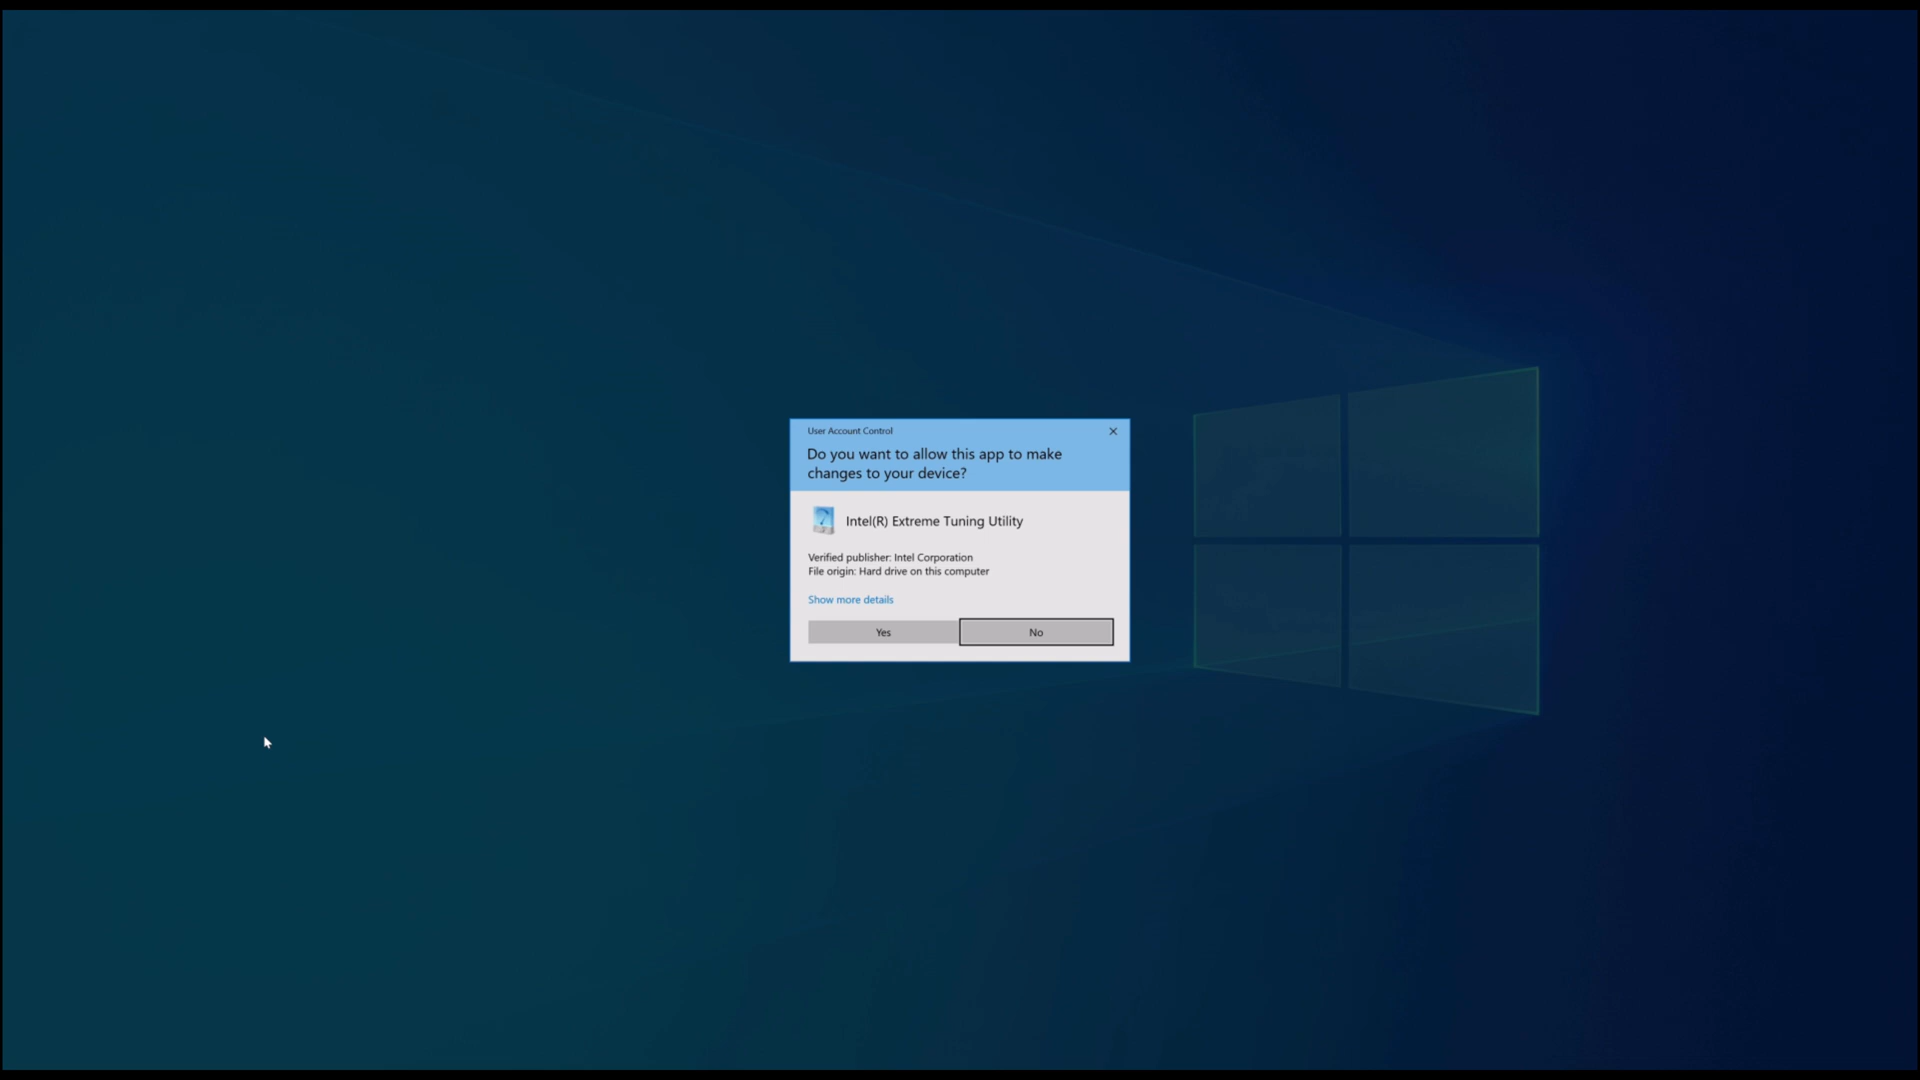 User Account Control
Do you want to allow this app to make
changes to your device?
Intel(R) Extreme Tuning Utility
Verified publisher: Intel Corporation
File origin: Hard drive on this computer
Show more details
Yes
No